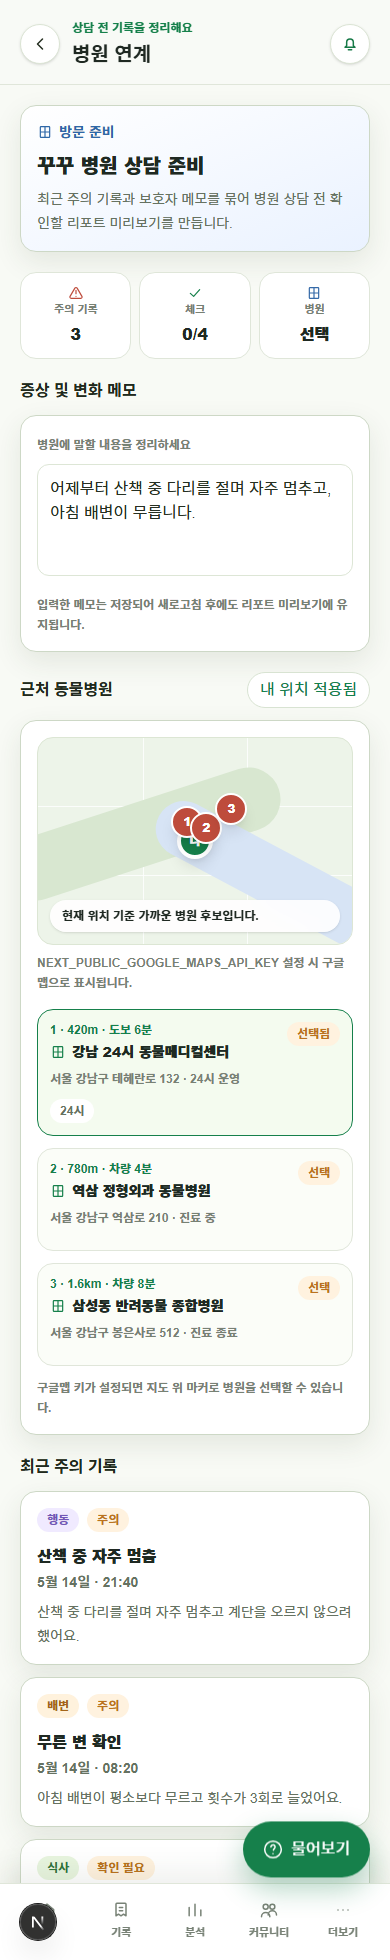 상담 전 기록을 정리해요
병원 연계
방문 준비
꾸꾸 병원 상담 준비
최근 주의 기록과 보호자 메모를 묶어 병원 상담 전 확
인할 리포트 미리보기를 만듭니다.
주의 기록
3
체크
0/4
병원
선택
증상 및 변화 메모
병원에 말할 내용을 정리하세요
어제부터 산책 중 다리를 절며 자주 멈추고,
아침 배변이 무릅니다.
입력한 메모는 저장되어 새로고침 후에도 리포트 미리보기에 유
지됩니다.
근처 동물병원
내 위치 적용됨
1
2
3
현재 위치 기준 가까운 병원 후보입니다.
NEXT_PUBLIC_GOOGLE_MAPS_API_KEY 설정 시 구글
맵으로 표시됩니다.
1 · 420m · 도보 6분
선택됨
강남 24시 동물메디컬센터
서울 강남구 테헤란로 132 · 24시 운영
24시
2 · 780m · 차량 4분
선택
역삼 정형외과 동물병원
서울 강남구 역삼로 210 · 진료 중
3 · 1.6km · 차량 8분
선택
삼성동 반려동물 종합병원
서울 강남구 봉은사로 512 · 진료 종료
구글맵 키가 설정되면 지도 위 마커로 병원을 선택할 수 있습니
다.
최근 주의 기록
행동
주의
산책 중 자주 멈춤
5월 14일 · 21:40
산책 중 다리를 절며 자주 멈추고 계단을 오르지 않으려
했어요.
배변
주의
무른 변 확인
5월 14일 · 08:20
아침 배변이 평소보다 무르고 횟수가 3회로 늘었어요.
식사
확인 필요
물어보기
N
기록
분석
커뮤니티
더보기